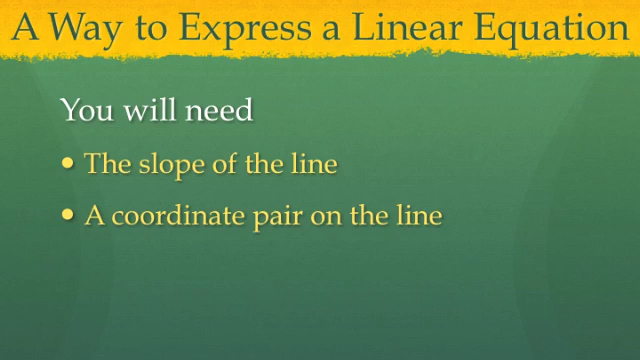 A Way to Express a Linear Equation
You will need
• The slope of the line
• A coordinate pair on the line